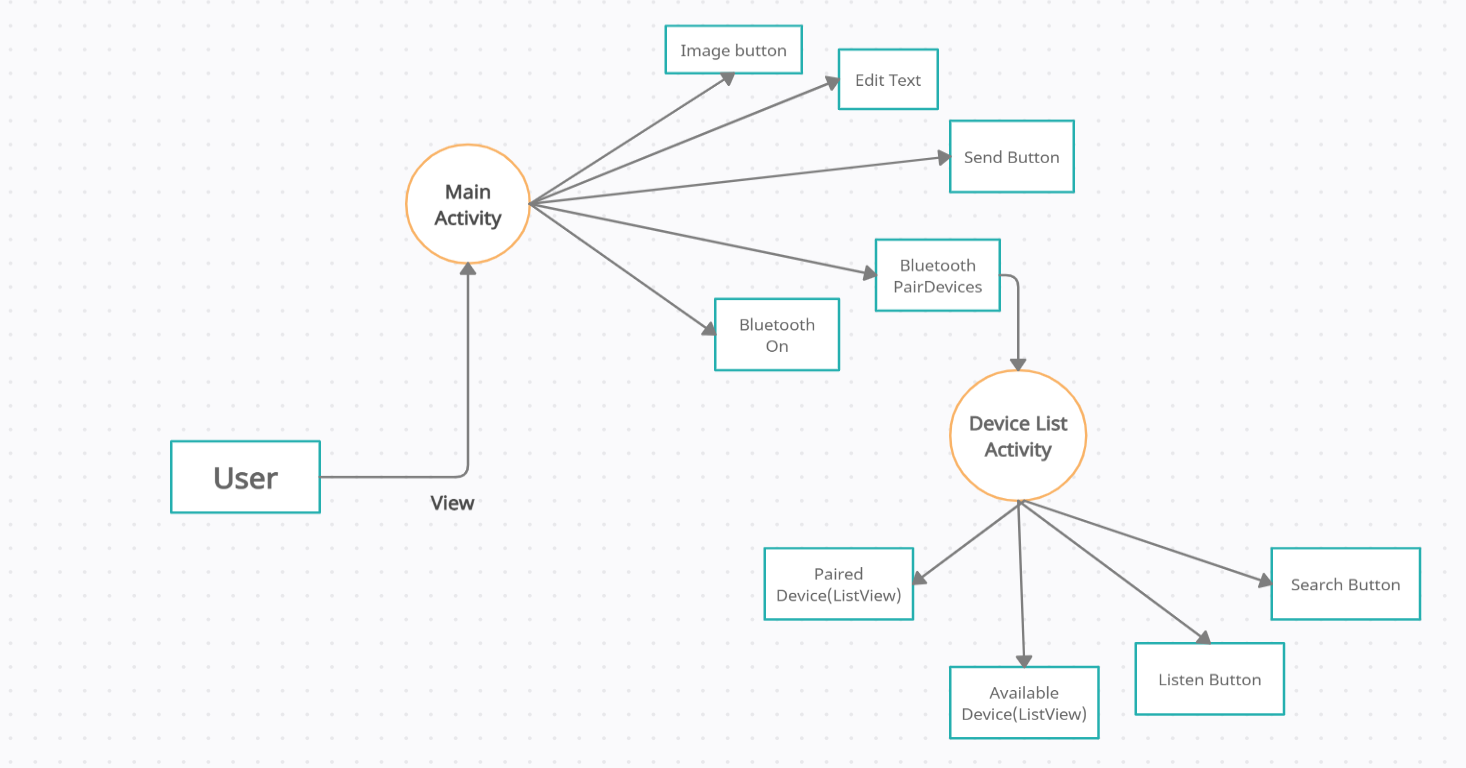 Image button
Edit Text
Send Button
Main
Activity
Bluetooth
PairDevices
Bluetooth
On
Device List
Activity
User
View
Paired
Device(ListView)
Search Button
Listen Button
Available
Device(ListView)